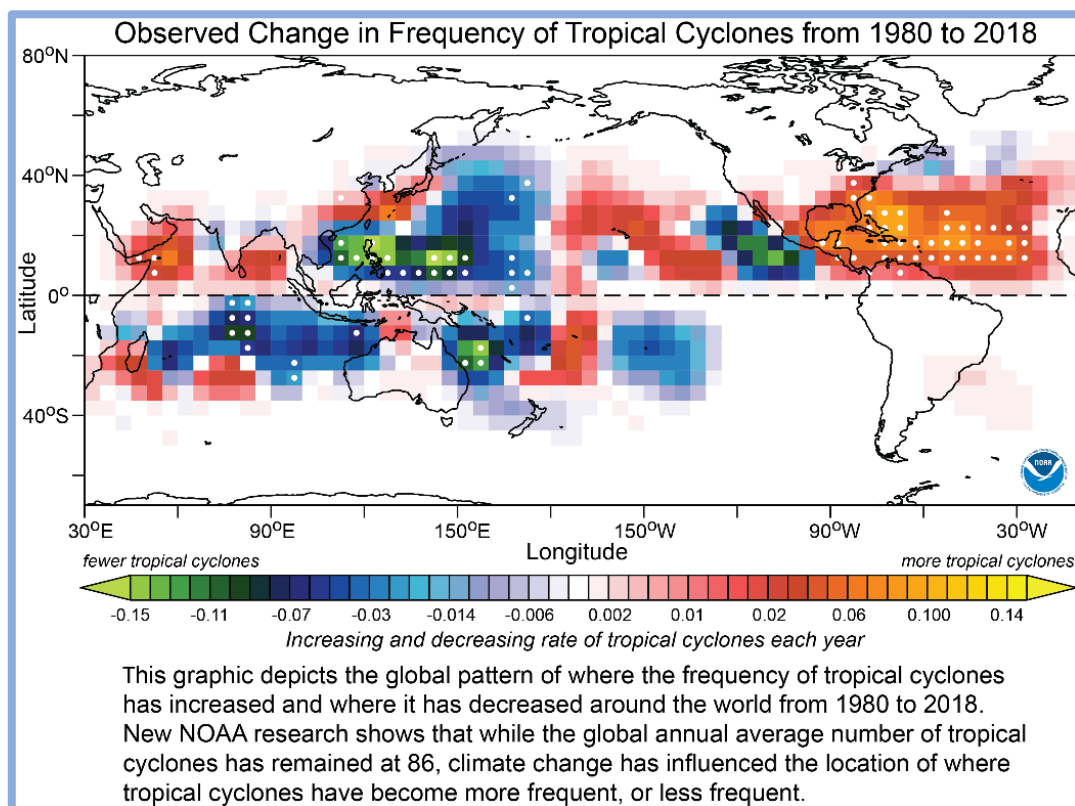 Observed Change in Frequency of Tropical Cyclones from 1980 to 2018
80°N
40°N
0°
40°S
Latitude
30°E 90°E 150°E 150°W 90°W 30°W
Longitude
NOAA
fewer tropical cyclones more tropical cyclones
-0.15 -0.11 -0.07 -0.03 -0.014 -0.006 0.002 0.01 0.02 0.06 0.100 0.14
Increasing and decreasing rate of tropical cyclones each year
This graphic depicts the global pattern of where the frequency of tropical cyclones
has increased and where it has decreased around the world from 1980 to 2018.
New NOAA research shows that while the global annual average number of tropical
cyclones has remained at 86, climate change has influenced the location of where
tropical cyclones have become more frequent, or less frequent.